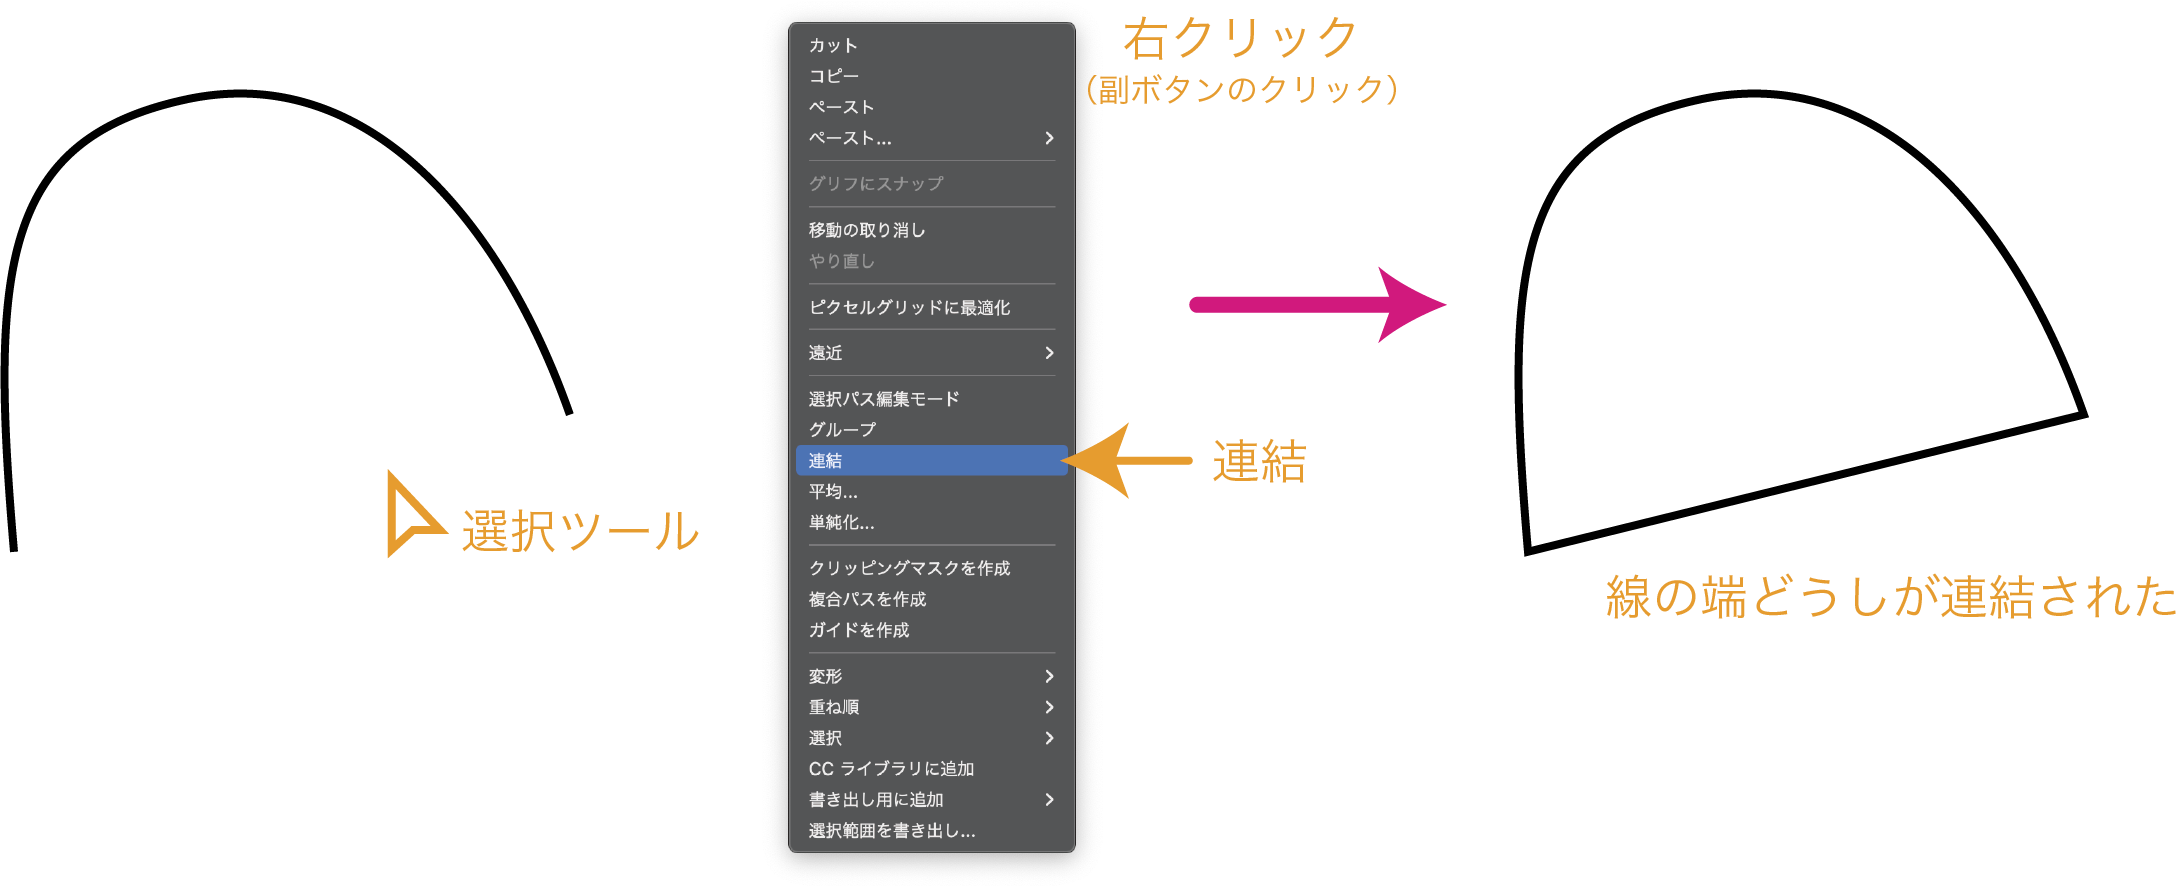 選択ツール
カット
コピー
ペースト
ペースト...
グリフにスナップ
移動の取り消し
やり直し
ピクセルグリッドに最適化
遠近
選択パス編集モード
グループ
連結
平均...
単純化...
クリッピングマスクを作成
複合パスを作成
ガイドを作成
変形
重ね順
選択
CC ライブラリに追加
書き出し用に追加
選択範囲を書き出し...
右クリック
（副ボタンのクリック）
連結
線の端どうしが連結された